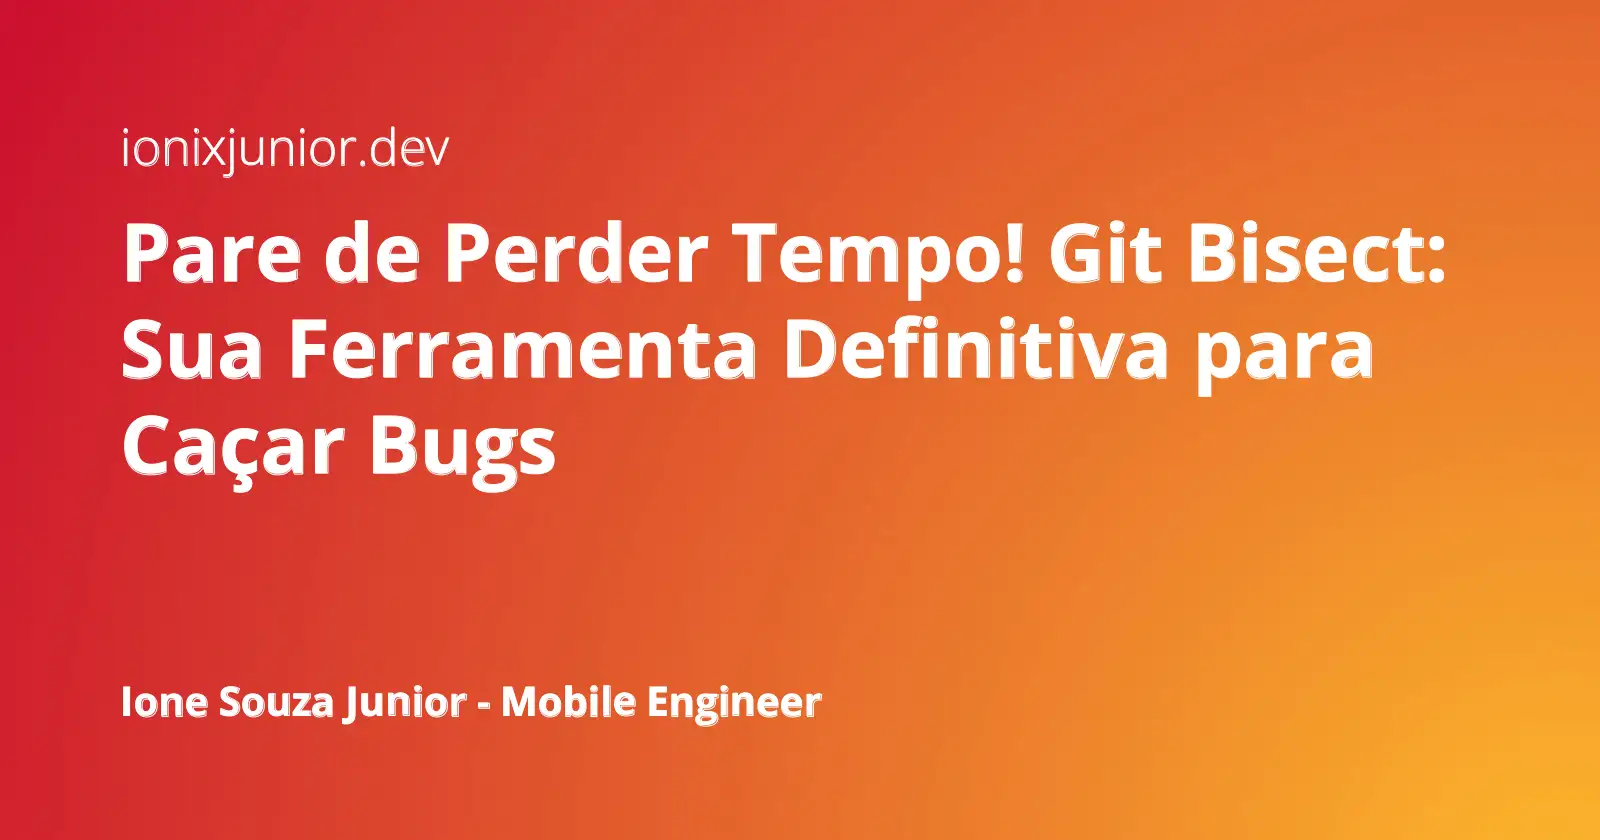 ionixjunior.dev
Pare de Perder Tempo! Git Bisect:
Sua Ferramenta Definitiva para
Caçar Bugs
Ione Souza Junior - Mobile Engineer